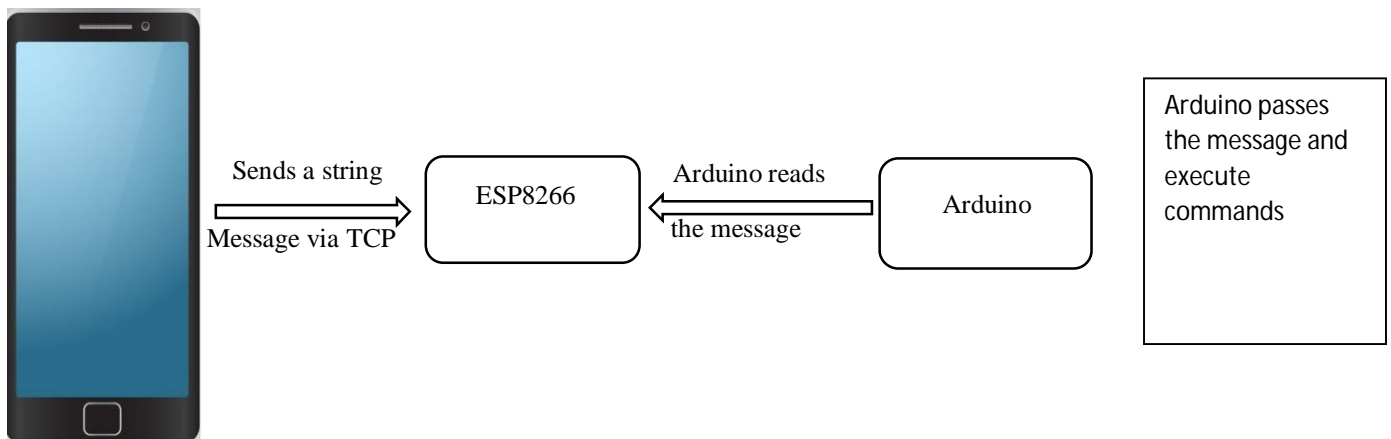 Sends a string
Message via TCP
ESP8266
Arduino reads
the message
Arduino
Arduino passes
the message and
execute
commands